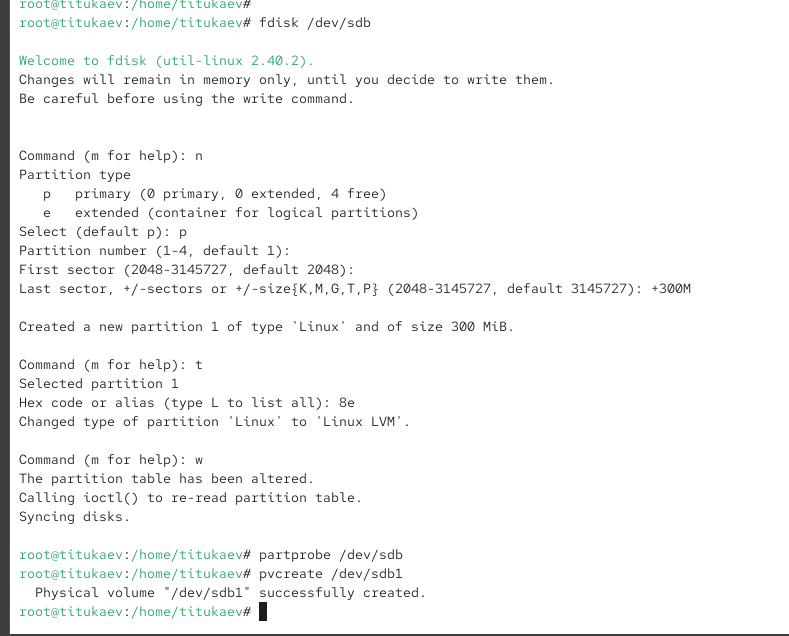 root@titukaev:/home/titukaev#
root@titukaev:/home/titukaev# fdisk /dev/sdb
Welcome to fdisk (util-linux 2.40.2).
Changes will remain in memory only, until you decide to write them.
Be careful before using the write command.
Command (m for help): n
Partition type
   p   primary (0 primary, 0 extended, 4 free)
   e   extended (container for logical partitions)
Select (default p): p
Partition number (1-4, default 1):
First sector (2048-3145727, default 2048):
Last sector, +/-sectors or +/-size{K,M,G,T,P} (2048-3145727, default 3145727): +300M
Created a new partition 1 of type 'Linux' and of size 300 MiB.
Command (m for help): t
Selected partition 1
Hex code or alias (type L to list all): 8e
Changed type of partition 'Linux' to 'Linux LVM'.
Command (m for help): w
The partition table has been altered.
Calling ioctl() to re-read partition table.
Syncing disks.
root@titukaev:/home/titukaev# partprobe /dev/sdb
root@titukaev:/home/titukaev# pvcreate /dev/sdb1
  Physical volume "/dev/sdb1" successfully created.
root@titukaev:/home/titukaev#